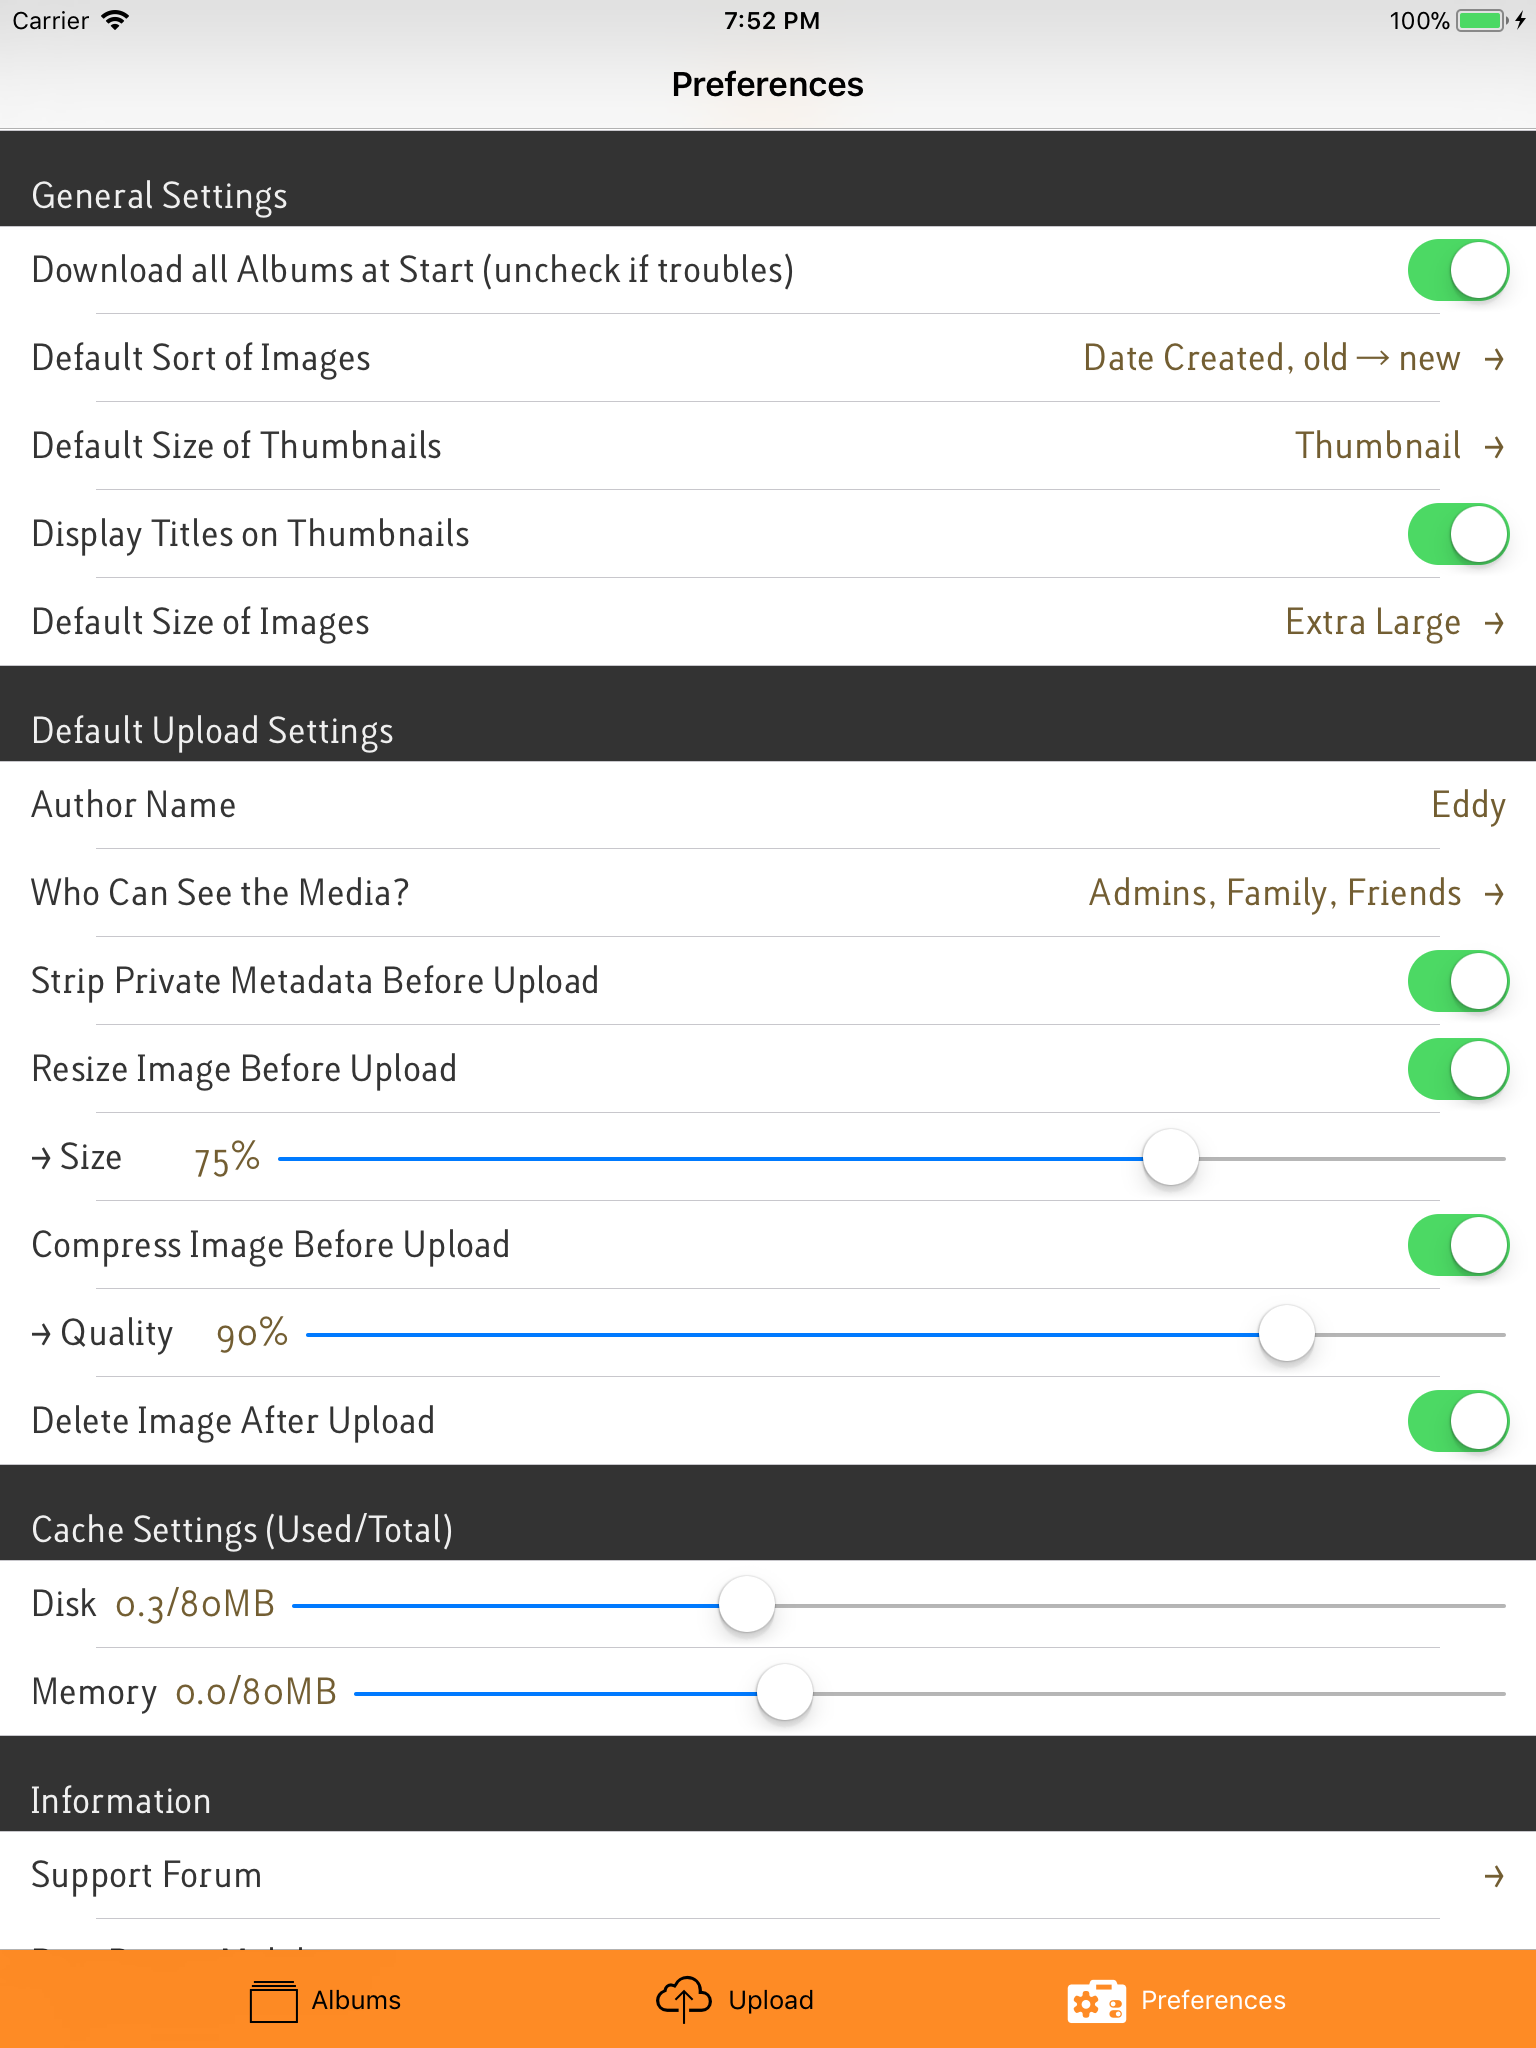 Carrier 7:52 PM 100%
Preferences
General Settings
Download all Albums at Start (uncheck if troubles)
Default Sort of Images Date Created, old → new →
Default Size of Thumbnails Thumbnail →
Display Titles on Thumbnails
Default Size of Images Extra Large →
Default Upload Settings
Author Name Eddy
Who Can See the Media? Admins, Family, Friends →
Strip Private Metadata Before Upload
Resize Image Before Upload
→ Size 75%
Compress Image Before Upload
→ Quality 90%
Delete Image After Upload
Cache Settings (Used/Total)
Disk 0.3/80MB
Memory 0.0/80MB
Information
Support Forum →
Albums Upload Preferences